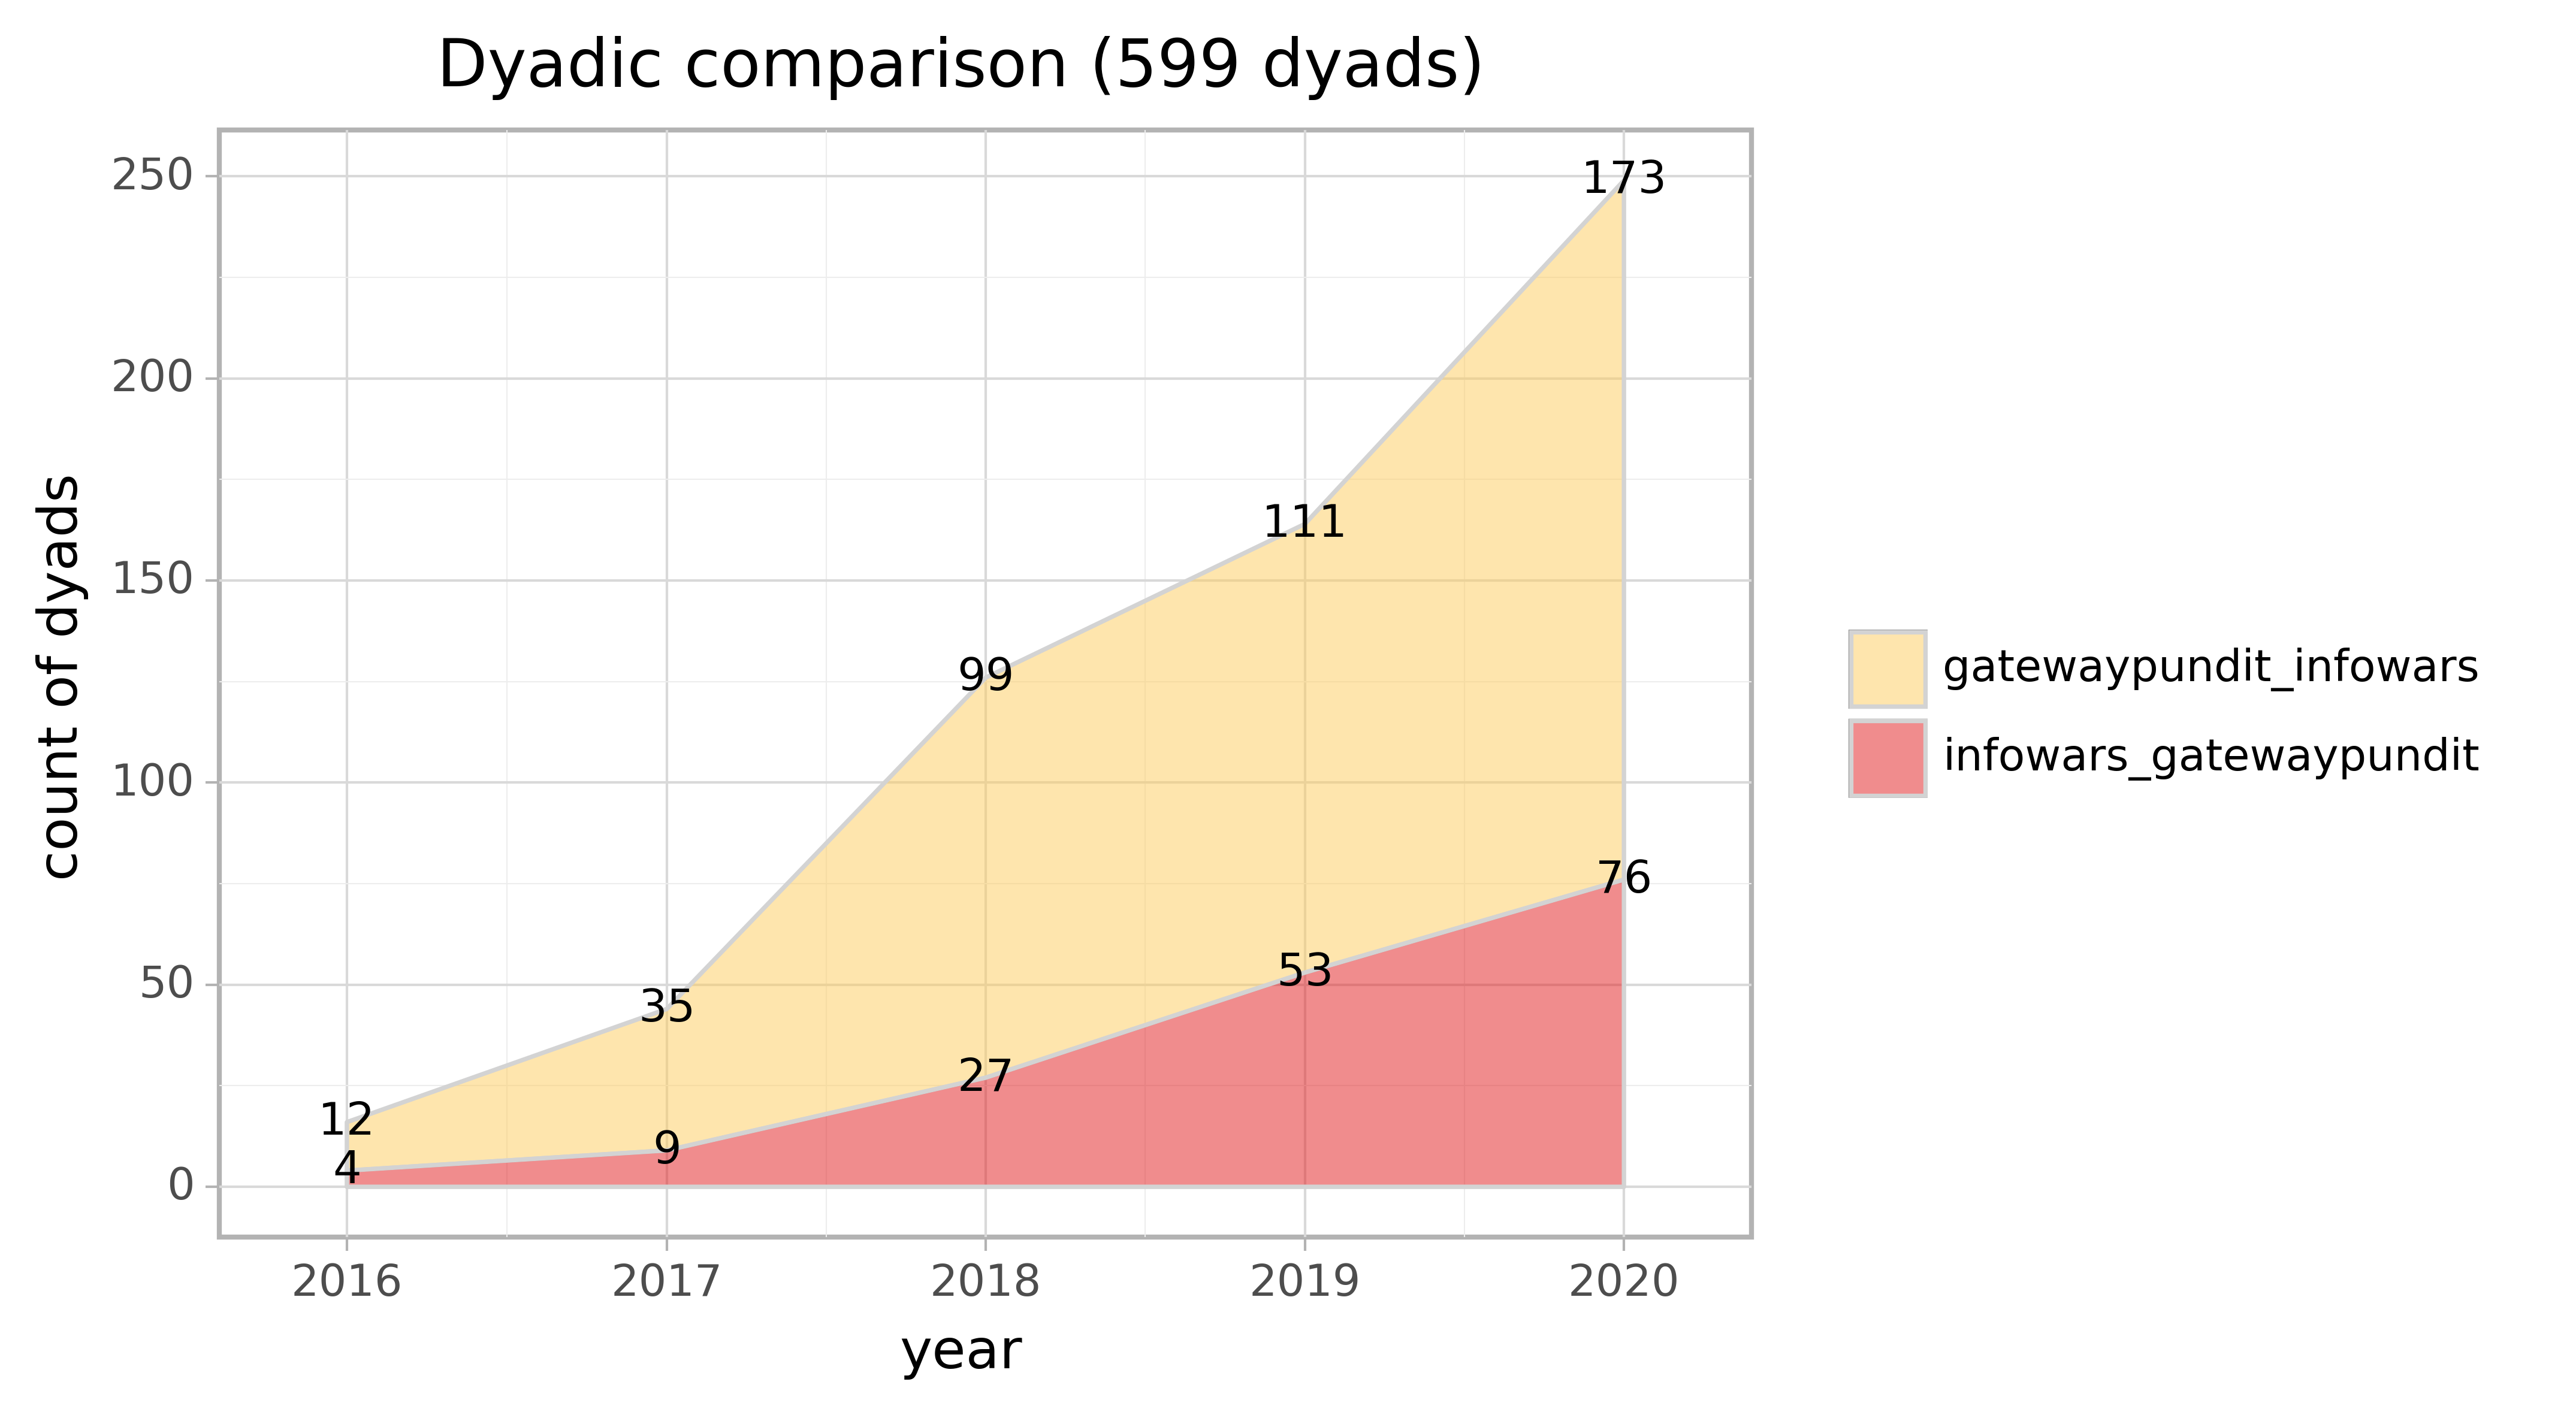 Dyadic comparison (599 dyads)
count of dyads
250
200
150
100
50
0
173
111
99
76
53
35
27
12
9
4
2016 2017 2018 2019 2020
year
gatewaypundit_infowars
infowars_gatewaypundit